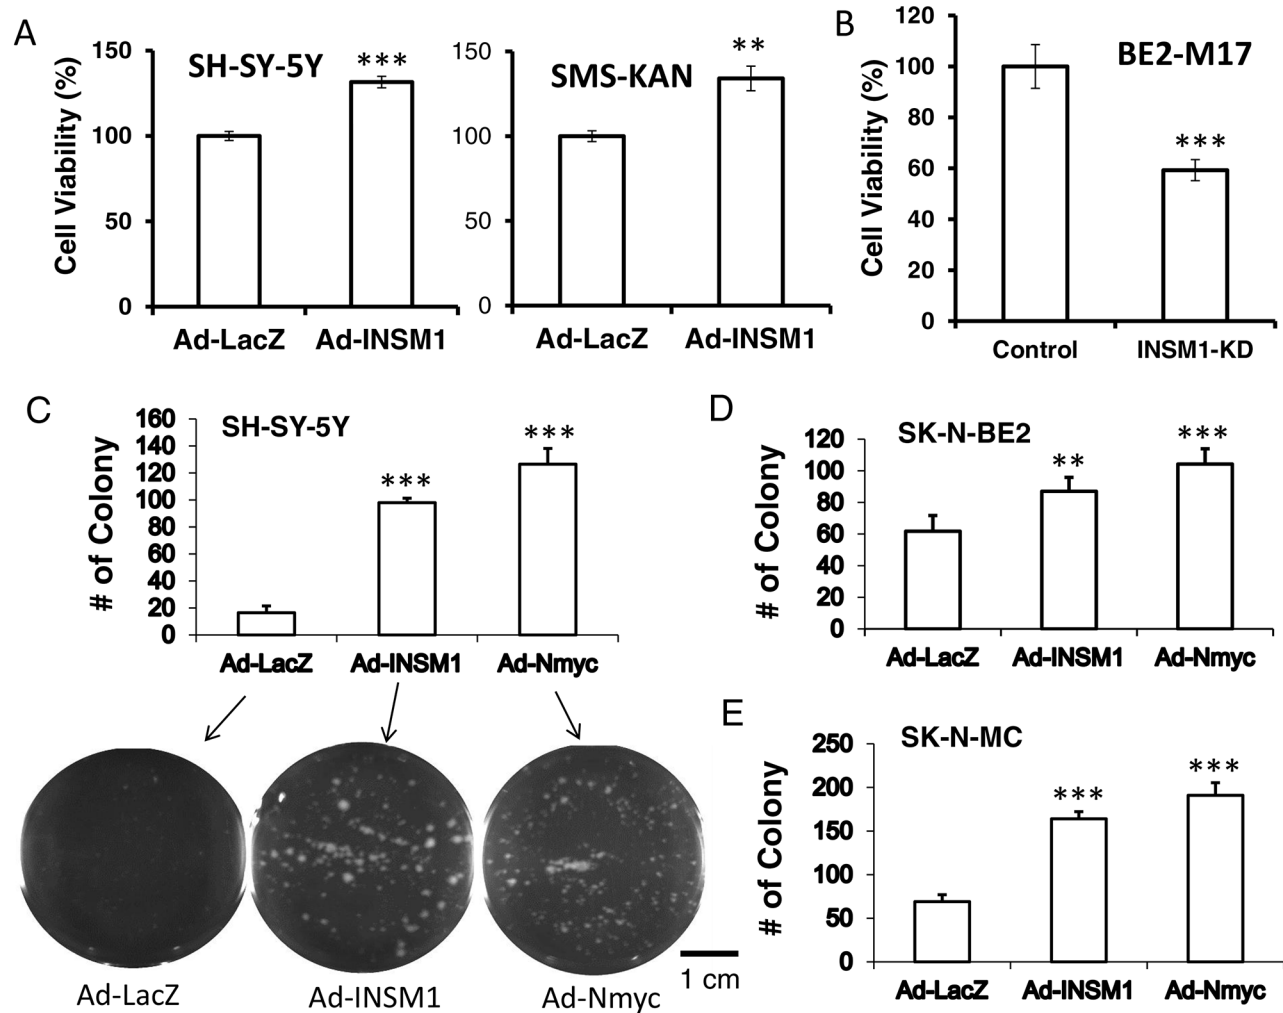 A
Cell Viability (%)
150
100
50
0
SH-SY-5Y
***
Ad-LacZ
Ad-INSM1
150
100
50
0
SMS-KAN
**
Ad-LacZ
Ad-INSM1
B
Cell Viability (%)
120
100
80
60
40
20
0
BE2-M17
***
Control
INSM1-KD
C
# of Colony
160
140
120
100
80
60
40
20
0
SH-SY-5Y
***
***
Ad-LacZ
Ad-INSM1
Ad-Nmyc
Ad-LacZ
Ad-INSM1
Ad-Nmyc
1 cm
D
# of Colony
120
100
80
60
40
20
0
SK-N-BE2
**
***
Ad-LacZ
Ad-INSM1
Ad-Nmyc
E
# of Colony
250
200
150
100
50
0
SK-N-MC
***
***
Ad-LacZ
Ad-INSM1
Ad-Nmyc